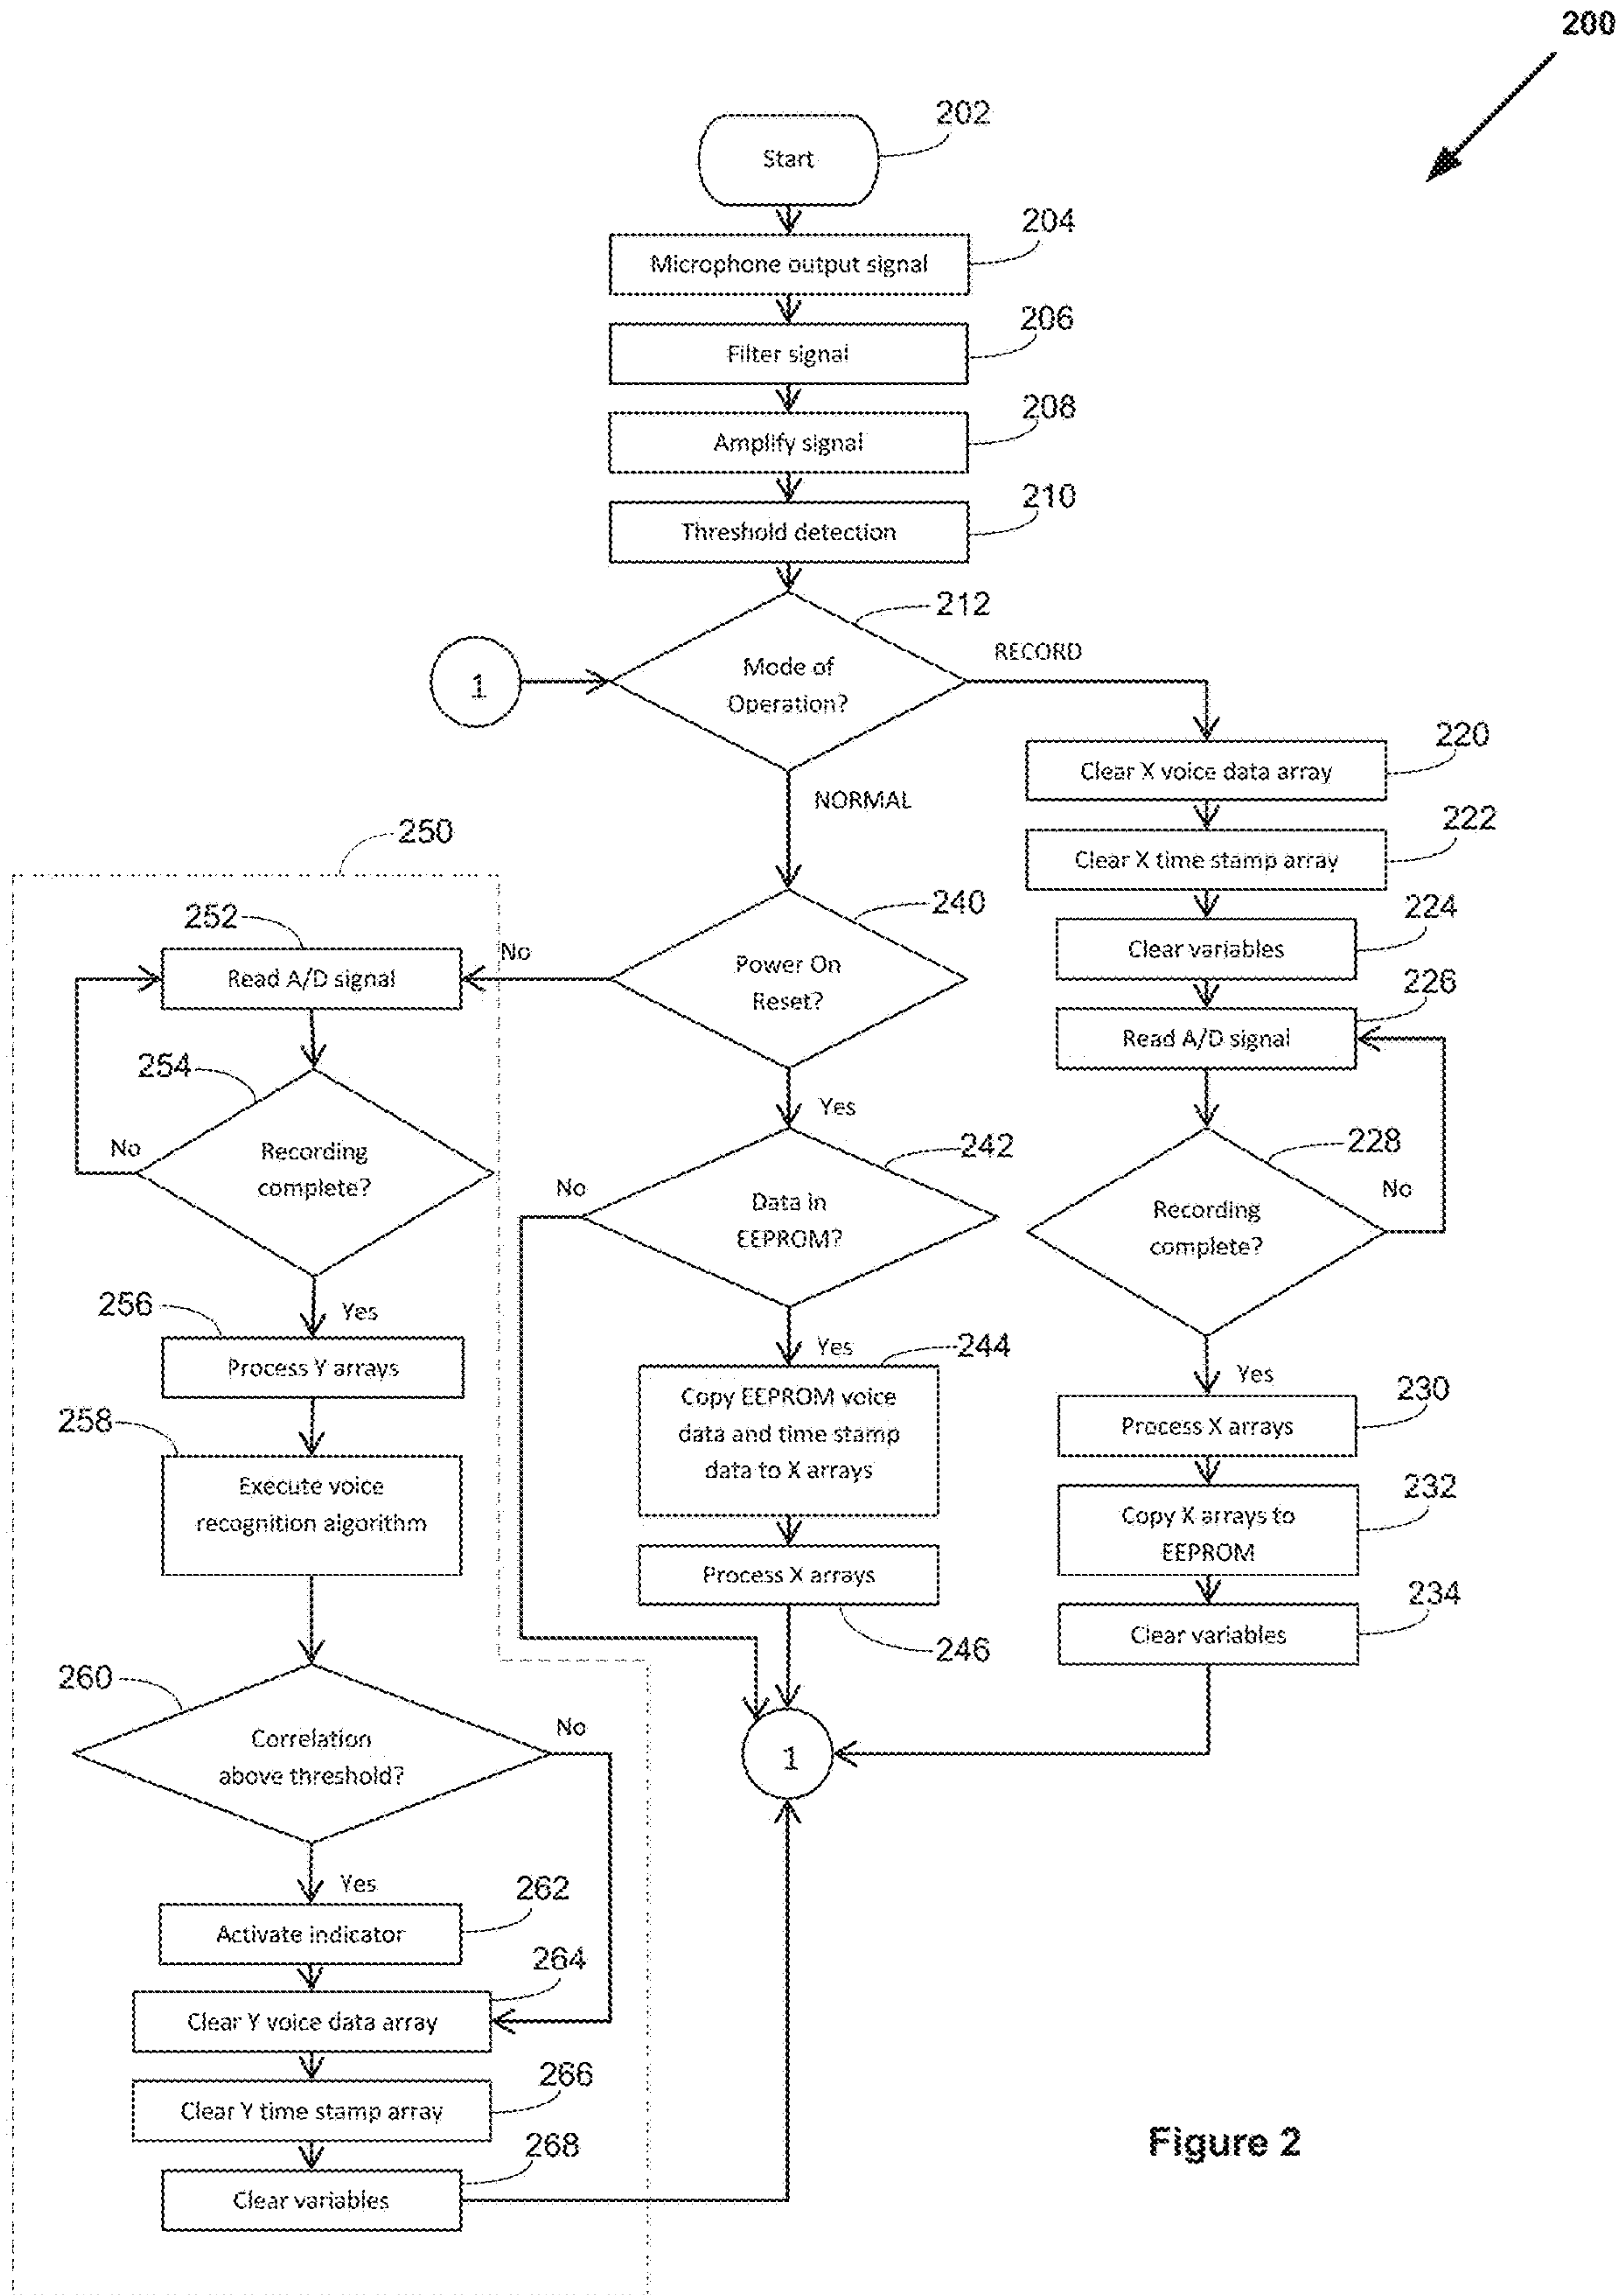 200
202
Start
204
Microphone output signal
206
Filter signal
208
Amplify signal
210
Threshold detection
212
Mode of
Operation?
1
RECORD
NORMAL
220
Clear X voice data array
222
Clear X time stamp array
224
Clear variables
226
Read A/D signal
228
Recording
complete?
No
Yes
230
Process X arrays
232
Copy X arrays to
EEPROM
234
Clear variables
240
Power On
Reset?
No
Yes
242
Data in
EEPROM?
No
Yes
244
Copy EEPROM voice
data and time stamp
data to X arrays
Process X arrays
246
1
250
252
Read A/D signal
254
Recording
complete?
No
Yes
256
Process Y arrays
258
Execute voice
recognition algorithm
260
Correlation
above threshold?
No
Yes
262
Activate indicator
264
Clear Y voice data array
266
Clear Y time stamp array
268
Clear variables
Figure 2